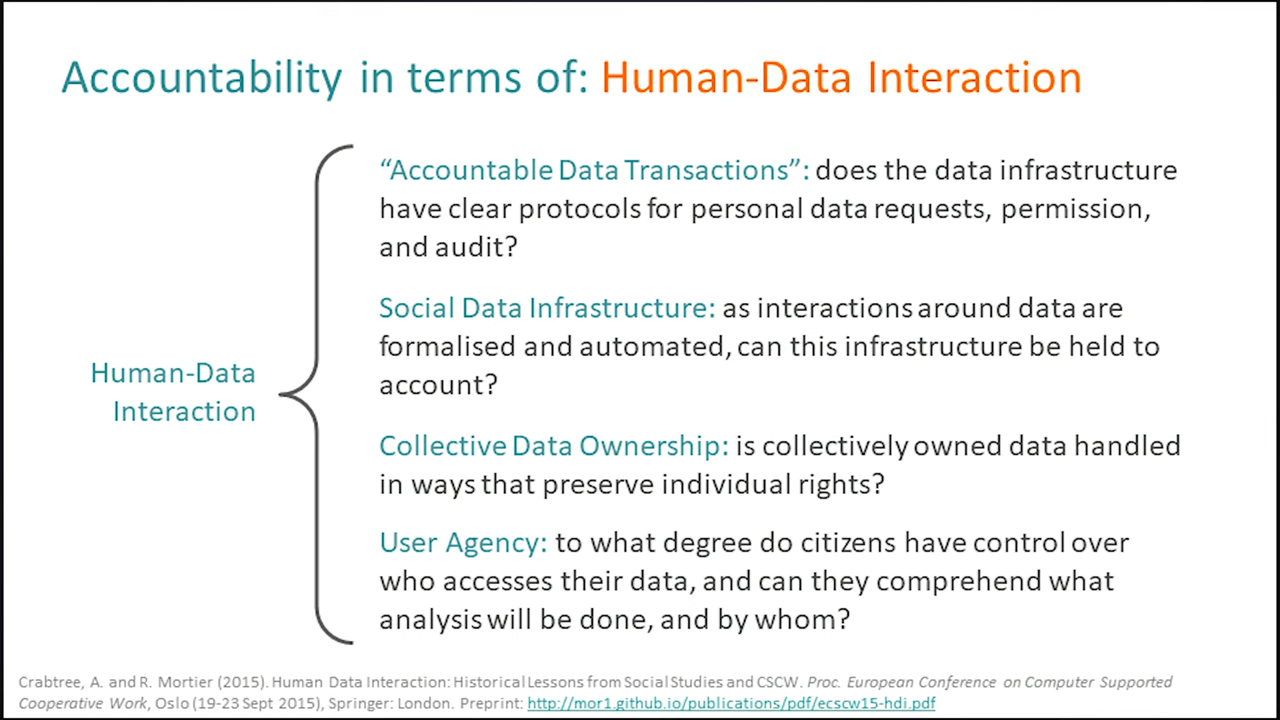 Accountability in terms of: Human-Data Interaction
“Accountable Data Transactions”: does the data infrastructure
have clear protocols for personal data requests, permission,
and audit?
Social Data Infrastructure: as interactions around data are
formalised and automated, can this infrastructure be held to
account?
Human-Data
Interaction
Collective Data Ownership: is collectively owned data handled
in ways that preserve individual rights?
User Agency: to what degree do citizens have control over
who accesses their data, and can they comprehend what
analysis will be done, and by whom?
Crabtree, A. and R. Mortier (2015). Human Data Interaction: Historical Lessons from Social Studies and CSCW. Proc. European Conference on Computer Supported
Cooperative Work, Oslo (19-23 Sept 2015), Springer: London. Preprint: http://mor1.github.io/publications/pdf/ecscw15-hdi.pdf